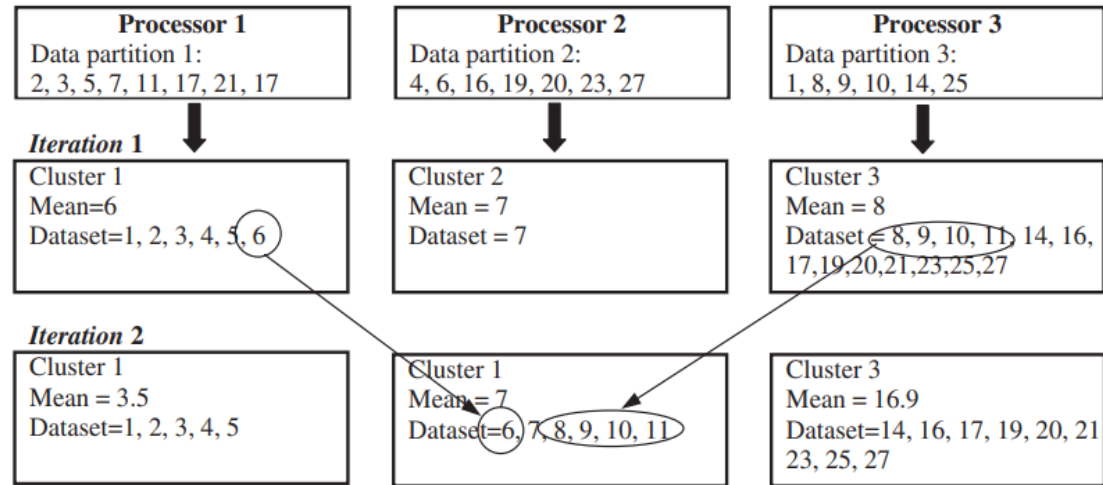 Processor 1
Data partition 1:
2, 3, 5, 7, 11, 17, 21, 17
Processor 2
Data partition 2:
4, 6, 16, 19, 20, 23, 27
Processor 3
Data partition 3:
1, 8, 9, 10, 14, 25
Iteration 1
Cluster 1
Mean=6
Dataset=1, 2, 3, 4, 5, 6
Cluster 2
Mean = 7
Dataset = 7
Cluster 3
Mean = 8
Dataset = 8, 9, 10, 11, 14, 16,
17,19,20,21,23,25,27
Iteration 2
Cluster 1
Mean = 3.5
Dataset=1, 2, 3, 4, 5
Cluster 1
Mean = 7
Dataset=6, 7, 8, 9, 10, 11
Cluster 3
Mean = 16.9
Dataset=14, 16, 17, 19, 20, 21
23, 25, 27